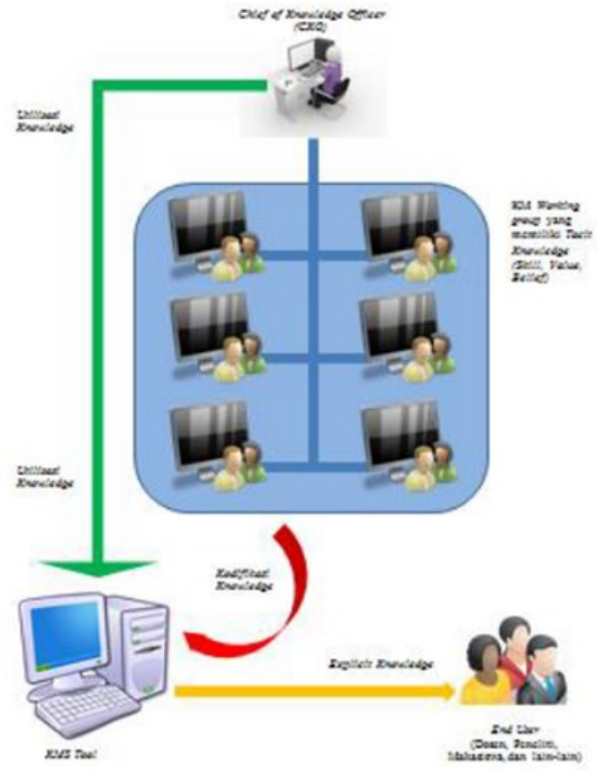 Chief of Knowledge Officer
(CKO)
Utilisasi
Knowledge
KM Working
group yang
memiliki Tacit
Knowledge
(Skill, Value,
Belief)
Utilisasi
Knowledge
Kodifikasi
Knowledge
Explicit Knowledge
KMS Tool
End User
(Dosen, Peneliti,
Mahasiswa, dan lain-lain)